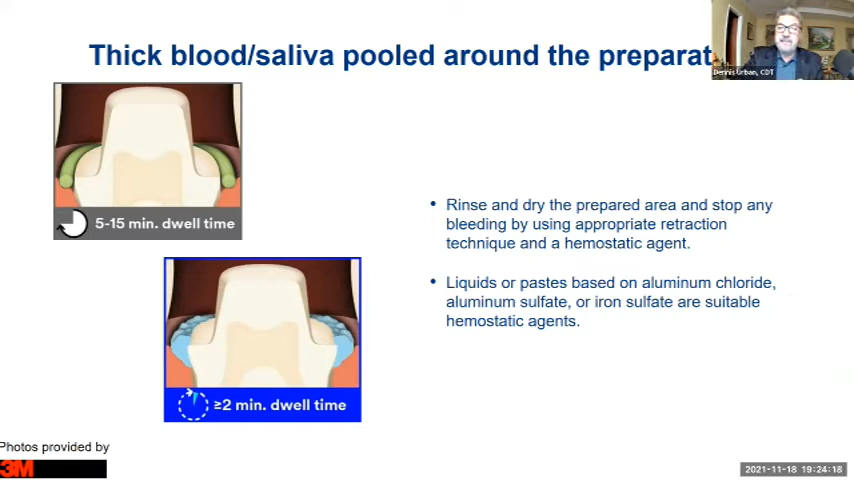 Thick blood/saliva pooled around the preparat
Dennis Urban, CDT
5-15 min. dwell time
• Rinse and dry the prepared area and stop any
bleeding by using appropriate retraction
technique and a hemostatic agent.
• Liquids or pastes based on aluminum chloride,
aluminum sulfate, or iron sulfate are suitable
hemostatic agents.
≥2 min. dwell time
Photos provided by
3M
2021-11-18 19:24:18